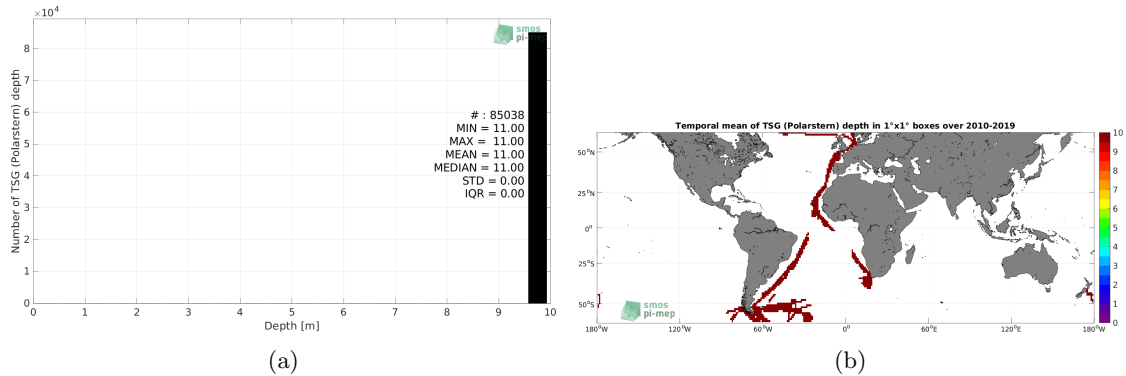 ×10⁴
8
7
6
5
4
3
2
1
0
Number of TSG (Polarstern) depth
smos
pi-mep
# : 85038
MIN = 11.00
MAX = 11.00
MEAN = 11.00
MEDIAN = 11.00
STD = 0.00
IQR = 0.00
0 1 2 3 4 5 6 7 8 9 10
Depth [m]
(a)
Temporal mean of TSG (Polarstern) depth in 1°x1° boxes over 2010-2019
50°N
25°N
0°
25°S
50°S
smos
pi-mep
180°W 120°W 60°W 0° 60°E 120°E 180°E
10
9
8
7
6
5
4
3
2
1
0
(b)